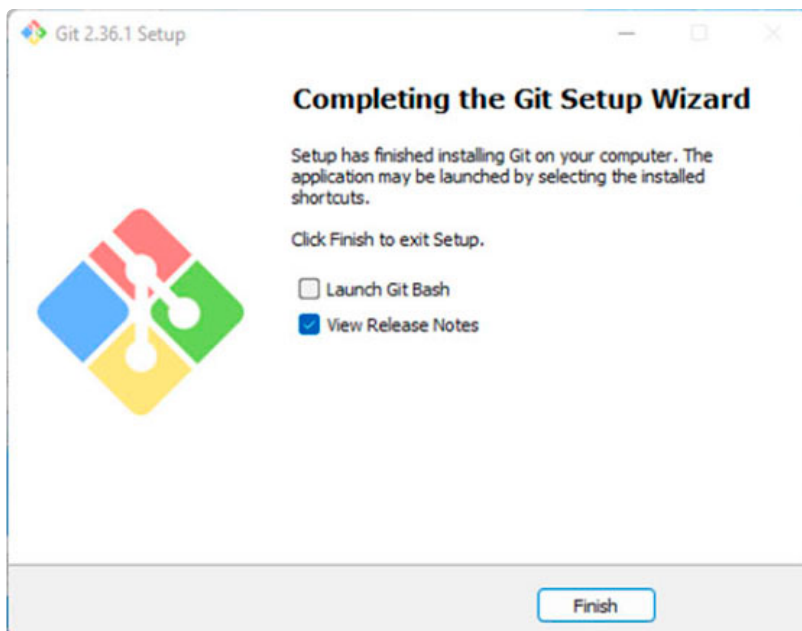 Git 2.36.1 Setup
Completing the Git Setup Wizard
Setup has finished installing Git on your computer. The
application may be launched by selecting the installed
shortcuts.
Click Finish to exit Setup.
Launch Git Bash
View Release Notes
Finish